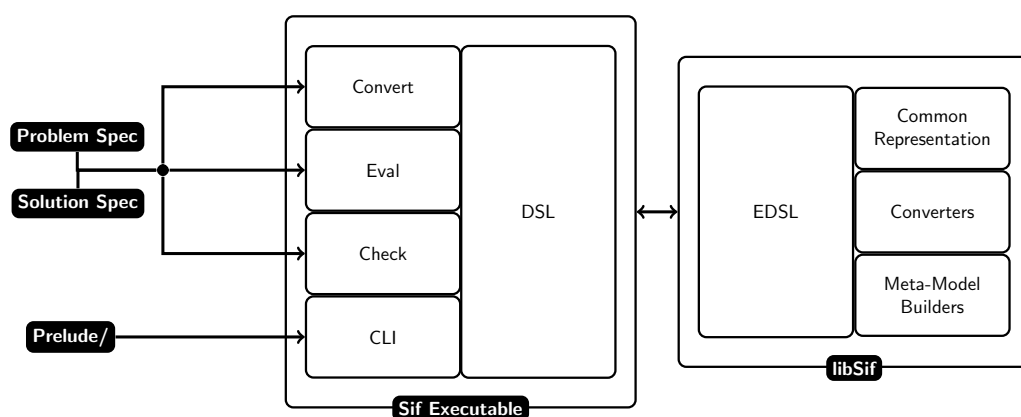 Problem Spec
Solution Spec
Prelude/
Convert
Eval
Check
CLI
DSL
Sif Executable
EDSL
Common
Representation
Converters
Meta-Model
Builders
libSif